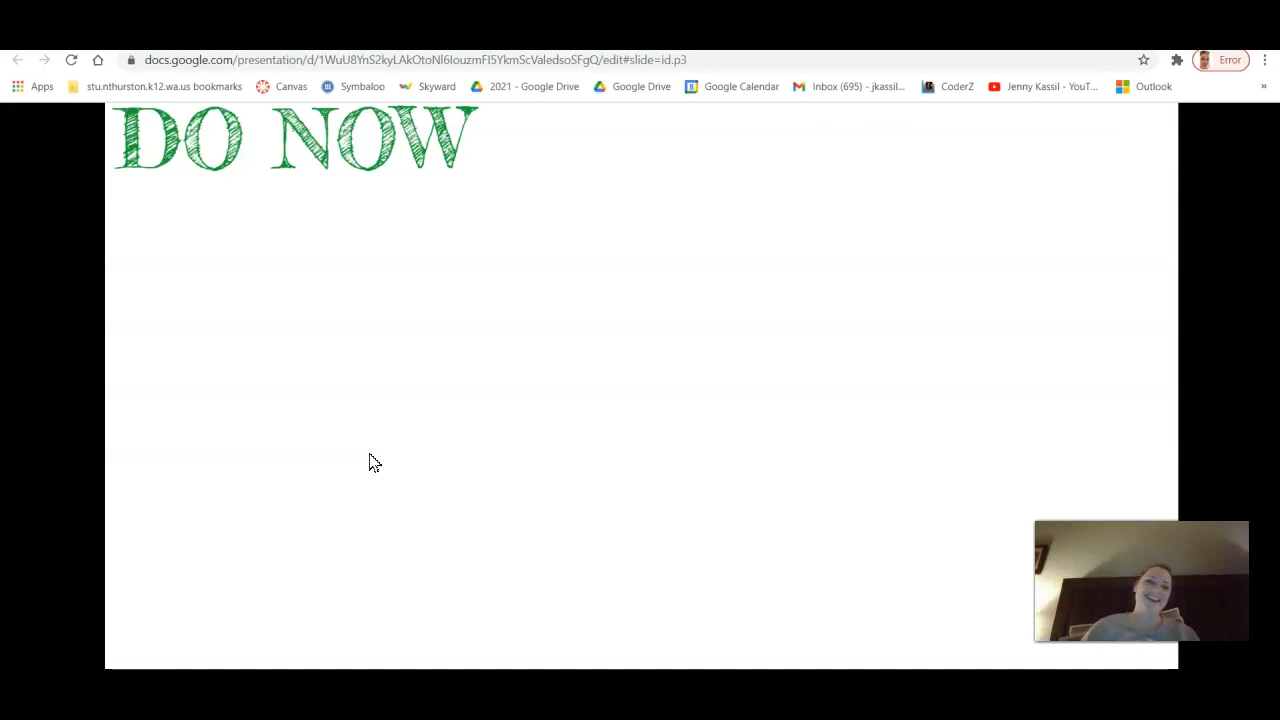 docs.google.com/presentation/d/1WuU8YnS2kyLAkOtoNl6IouzmFI5YkmScValedsoSFgQ/edit#slide=id.p3 Error
Apps stu.nthurston.k12.wa.us bookmarks Canvas Symbaloo Skyward 2021 - Google Drive Google Drive Google Calendar Inbox (695) - jkassil... CoderZ Jenny Kassil - YouT... Outlook »
DO NOW